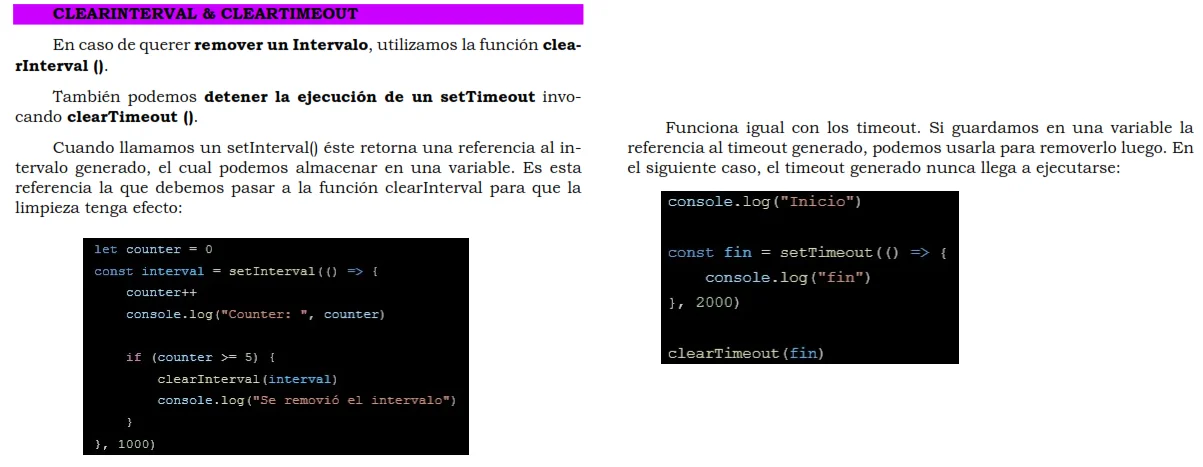 CLEARINTERVAL & CLEARTIMEOUT
En caso de querer remover un Intervalo, utilizamos la función clea-
rInterval ().
También podemos detener la ejecución de un setTimeout invo-
cando clearTimeout ().
Cuando llamamos un setInterval() éste retorna una referencia al in-
tervalo generado, el cual podemos almacenar en una variable. Es esta
referencia la que debemos pasar a la función clearInterval para que la
limpieza tenga efecto:
let counter = 0
const interval = setInterval(() => {
    counter++
    console.log("Counter: ", counter)

    if (counter >= 5) {
        clearInterval(interval)
        console.log("Se removió el intervalo")
    }
}, 1000)
Funciona igual con los timeout. Si guardamos en una variable la
referencia al timeout generado, podemos usarla para removerlo luego. En
el siguiente caso, el timeout generado nunca llega a ejecutarse:
console.log("Inicio")

const fin = setTimeout(() => {
    console.log("fin")
}, 2000)

clearTimeout(fin)